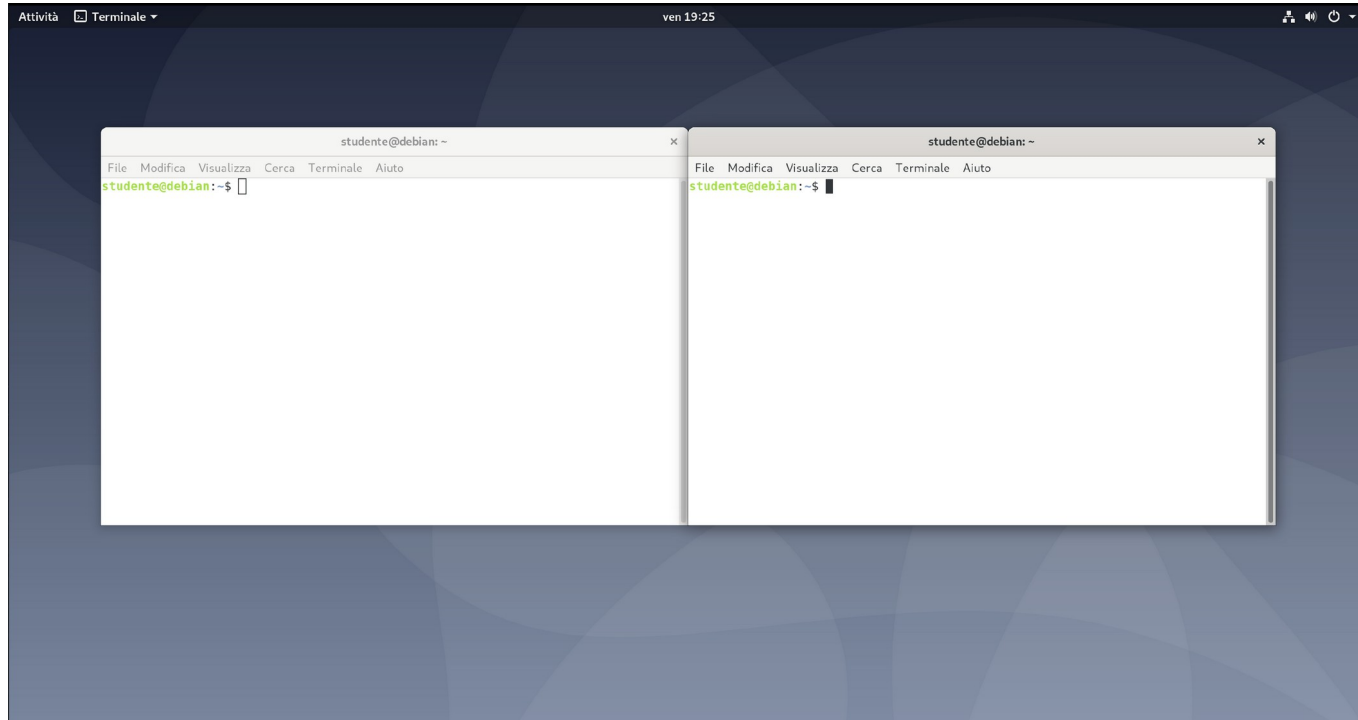 Attività Terminale ven 19:25
studente@debian: ~
File Modifica Visualizza Cerca Terminale Aiuto
studente@debian:~$
studente@debian: ~
File Modifica Visualizza Cerca Terminale Aiuto
studente@debian:~$